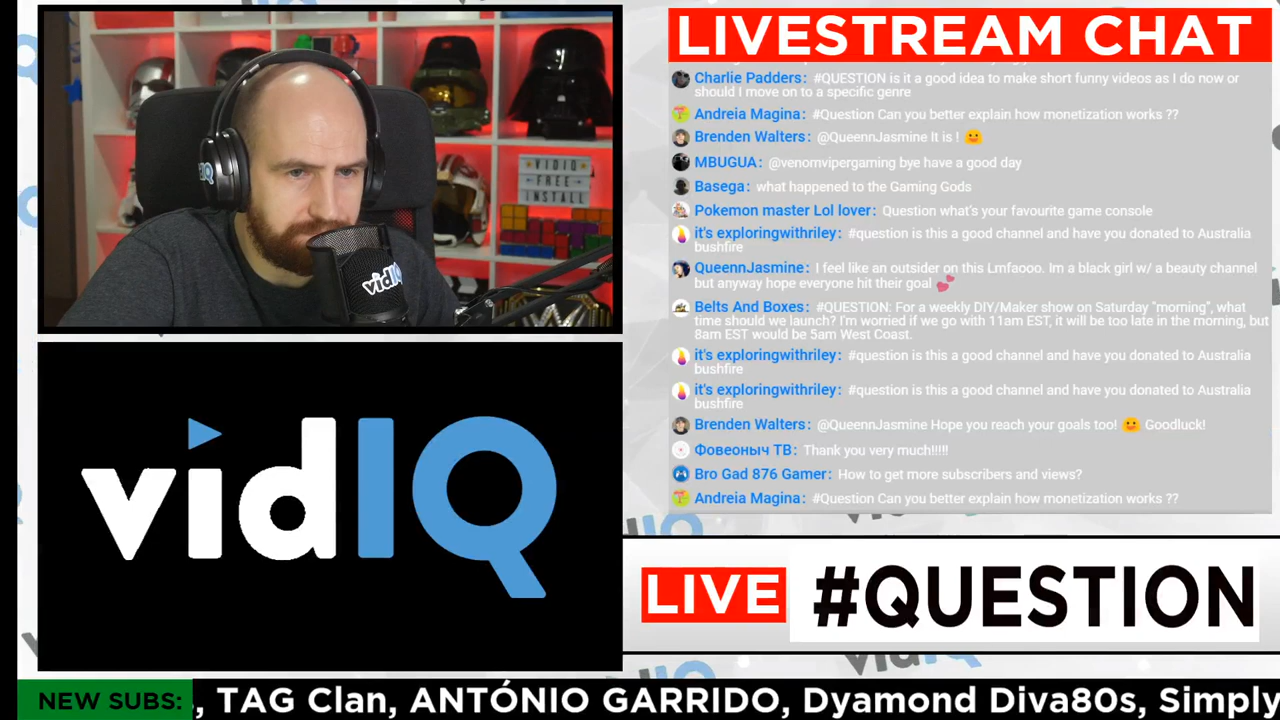 LIVESTREAM CHAT
Charlie Padders: #QUESTION is it a good idea to make short funny videos as I do now or
should I move on to a specific genre
Andreia Magina: #Question Can you better explain how monetization works ??
Brenden Walters: @QueennJasmine It is ! 🙂
MBUGUA: @venomvipergaming bye have a good day
Basega: what happened to the Gaming Gods
Pokemon master Lol lover: Question what's your favourite game console
it's exploringwithriley: #question is this a good channel and have you donated to Australia
bushfire
QueennJasmine: I feel like an outsider on this Lmfaooo. Im a black girl w/ a beauty channel
but anyway hope everyone hit their goal 💕
Belts And Boxes: #QUESTION: For a weekly DIY/Maker show on Saturday "morning", what
time should we launch? I'm worried if we go with 11am EST, it will be too late in the morning, but
8am EST would be 5am West Coast.
it's exploringwithriley: #question is this a good channel and have you donated to Australia
bushfire
it's exploringwithriley: #question is this a good channel and have you donated to Australia
bushfire
Brenden Walters: @QueennJasmine Hope you reach your goals too! 🙂 Goodluck!
Фовеоныч ТВ: Thank you very much!!!!!
Bro Gad 876 Gamer: How to get more subscribers and views?
Andreia Magina: #Question Can you better explain how monetization works ??
VIDIQ
FREE
INSTALL
vidIQ
vidIQ
LIVE #QUESTION
NEW SUBS: , TAG Clan, ANTÓNIO GARRIDO, Dyamond Diva80s, Simply